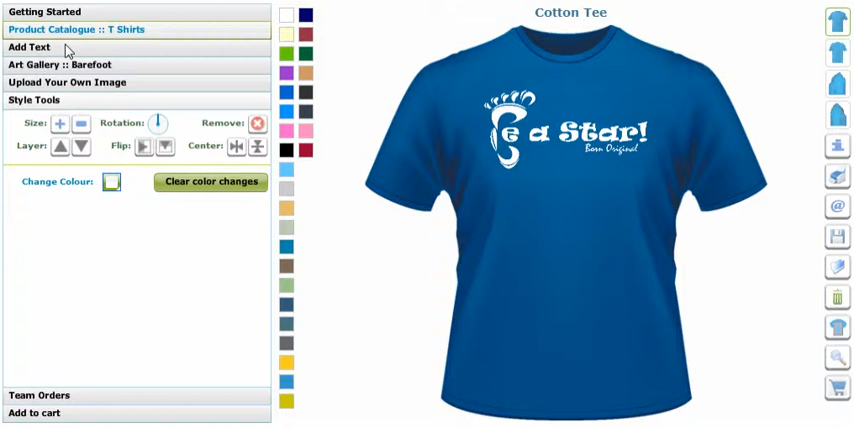 Getting Started
Product Catalogue :: T Shirts
Add Text
Art Gallery :: Barefoot
Upload Your Own Image
Style Tools
Size: Rotation: Remove:
Layer: Flip: Center:
Change Colour: Clear color changes
Team Orders
Add to cart
Cotton Tee
e a Star!
Born Original